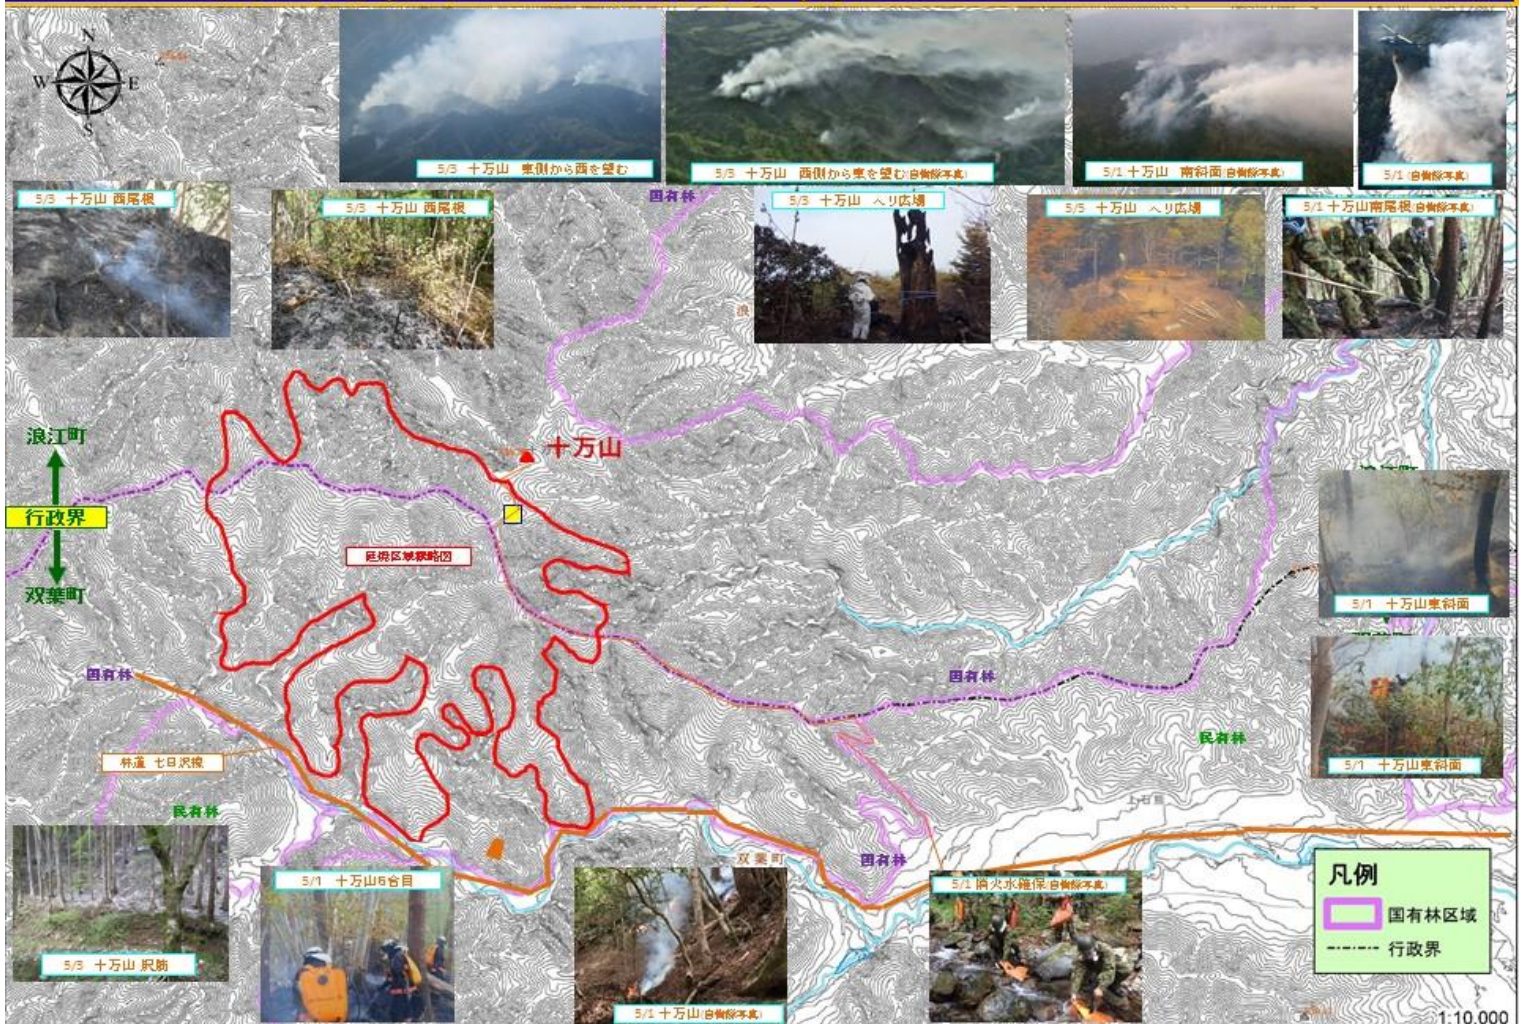 N
W E
S
5/3 十万山 東側から西を望む
5/3 十万山 西側から東を望む(自衛隊写真)
5/1 十万山 南斜面(自衛隊写真)
5/1(自衛隊写真)
5/3 十万山 西尾根
5/3 十万山 西尾根
国有林
5/3 十万山 ヘリ広場
5/5 十万山 ヘリ広場
5/1 十万山南尾根(自衛隊写真)
浪
浪江町
十万山
行政界
浪江町
延焼区域概略図
双葉町
5/1 十万山東斜面
国有林
国有林
民有林
林道 七日沢線
5/1 十万山東斜面
民有林
上石熊
双葉町
国有林
5/1 十万山6合目
5/1 消火水確保(自衛隊写真)
凡例
国有林区域
行政界
5/3 十万山 沢筋
5/1 十万山(自衛隊写真)
1:10,000